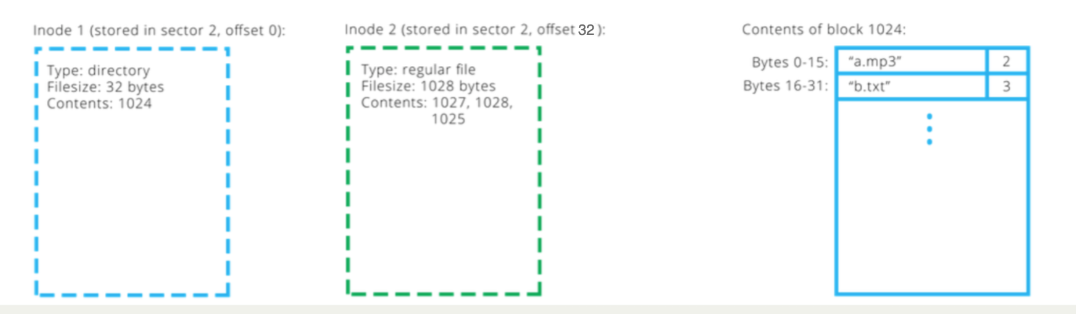 Inode 1 (stored in sector 2, offset 0):
Type: directory
Filesize: 32 bytes
Contents: 1024
Inode 2 (stored in sector 2, offset 32):
Type: regular file
Filesize: 1028 bytes
Contents: 1027, 1028,
1025
Contents of block 1024:
Bytes 0-15: “a.mp3” 2
Bytes 16-31: “b.txt” 3